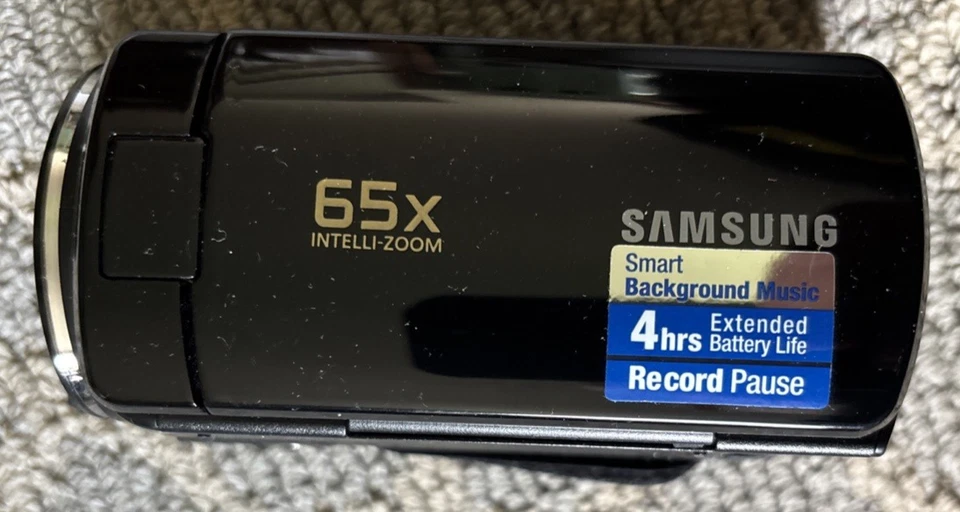 65x
INTELLI-ZOOM
SAMSUNG
Smart
Background Music
4hrs Extended
Battery Life
Record Pause